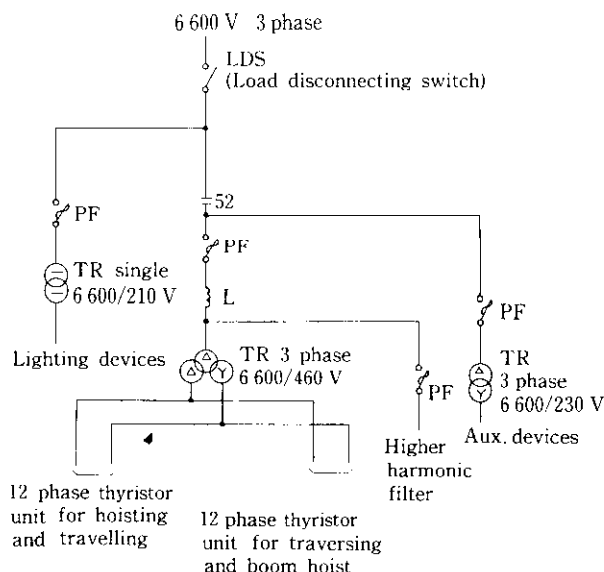 6 600 V 3 phase
LDS
(Load disconnecting switch)
52
PF
PF
TR single
6 600/210 V
L
PF
Lighting devices
TR 3 phase
6 600/460 V
PF
TR
3 phase
6 600/230 V
Aux. devices
Higher
harmonic
filter
12 phase thyristor
unit for hoisting
and travelling
12 phase thyristor
unit for traversing
and boom hoist